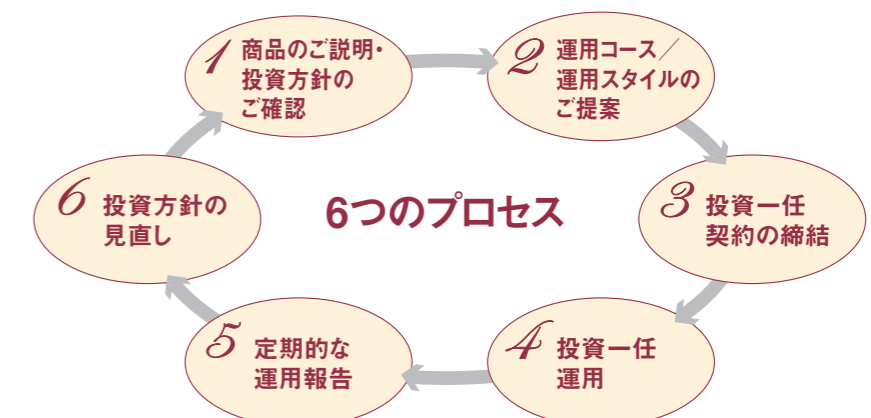 1 商品のご説明・
投資方針の
ご確認
2 運用コース／
運用スタイルの
ご提案
3 投資一任
契約の締結
4 投資一任
運用
5 定期的な
運用報告
6 投資方針の
見直し
6つのプロセス